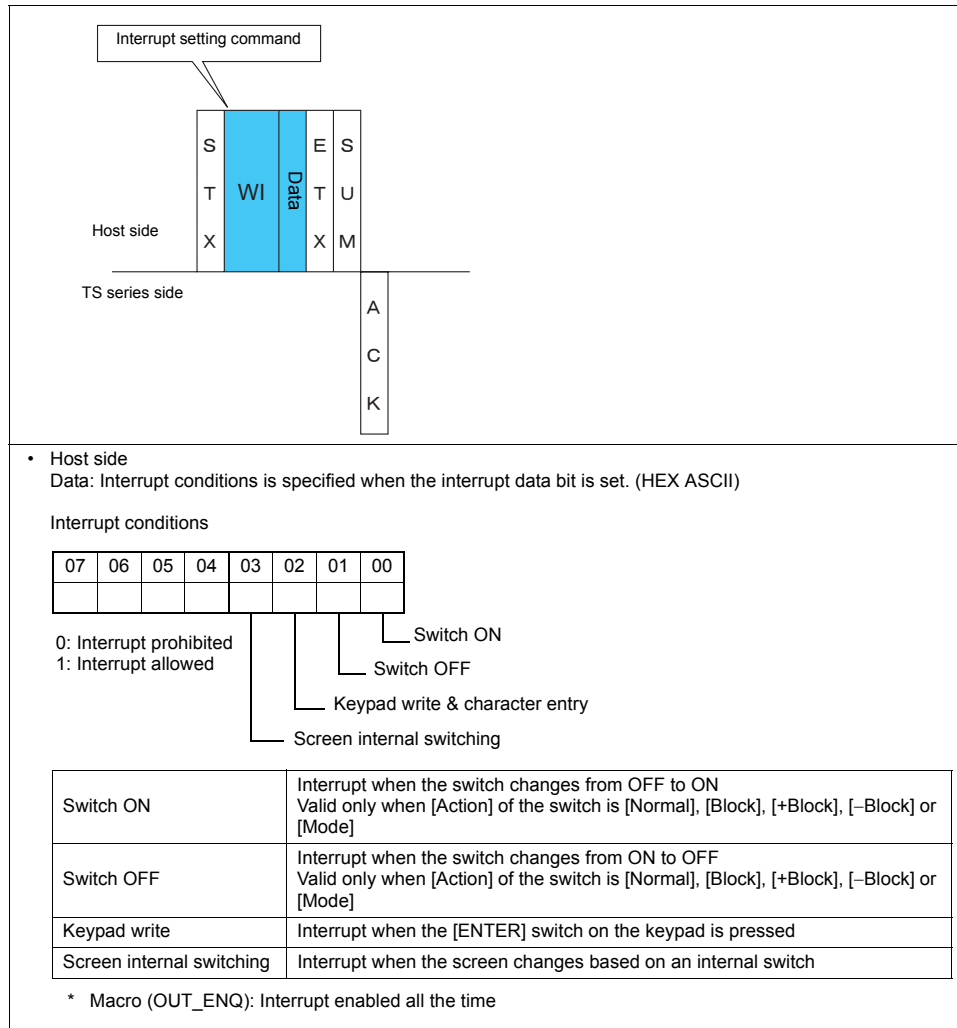 Interrupt setting command
STX
WI
Data
ETX
SUM
Host side
TS series side
ACK
• Host side
Data: Interrupt conditions is specified when the interrupt data bit is set. (HEX ASCII)
Interrupt conditions
07 06 05 04 03 02 01 00
0: Interrupt prohibited
1: Interrupt allowed
Switch ON
Switch OFF
Keypad write & character entry
Screen internal switching
Switch ON
Interrupt when the switch changes from OFF to ON
Valid only when [Action] of the switch is [Normal], [Block], [+Block], [−Block] or
[Mode]
Switch OFF
Interrupt when the switch changes from ON to OFF
Valid only when [Action] of the switch is [Normal], [Block], [+Block], [−Block] or
[Mode]
Keypad write
Interrupt when the [ENTER] switch on the keypad is pressed
Screen internal switching
Interrupt when the screen changes based on an internal switch
* Macro (OUT_ENQ): Interrupt enabled all the time